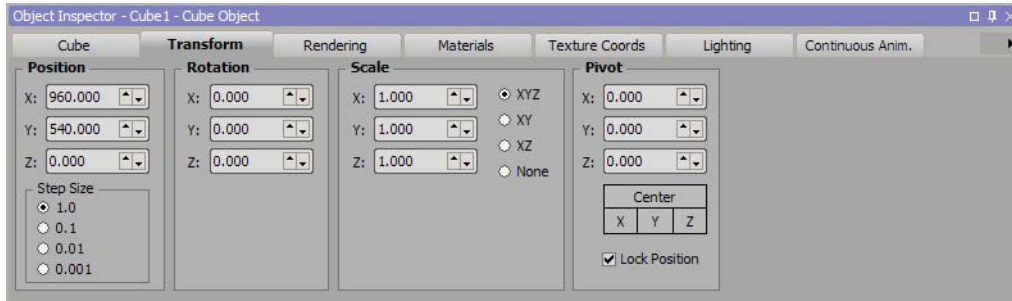 Object Inspector - Cube1 - Cube Object
Cube Transform Rendering Materials Texture Coords Lighting Continuous Anim.
Position
X: 960.000
Y: 540.000
Z: 0.000
Step Size
1.0
0.1
0.01
0.001
Rotation
X: 0.000
Y: 0.000
Z: 0.000
Scale
X: 1.000
Y: 1.000
Z: 1.000
XYZ
XY
XZ
None
Pivot
X: 0.000
Y: 0.000
Z: 0.000
Center
X Y Z
Lock Position